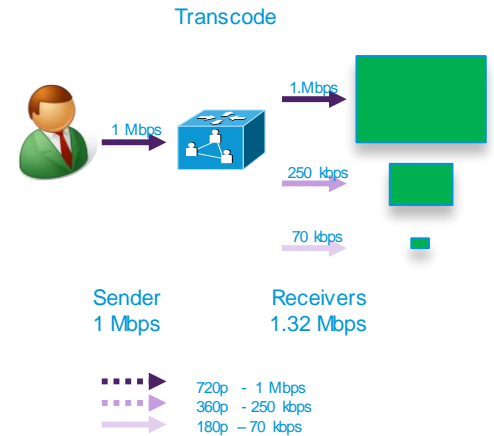 Transcode
1 Mbps
1.Mbps
250 kbps
70 kbps
Sender
1 Mbps
Receivers
1.32 Mbps
720p - 1 Mbps
360p - 250 kbps
180p – 70 kbps